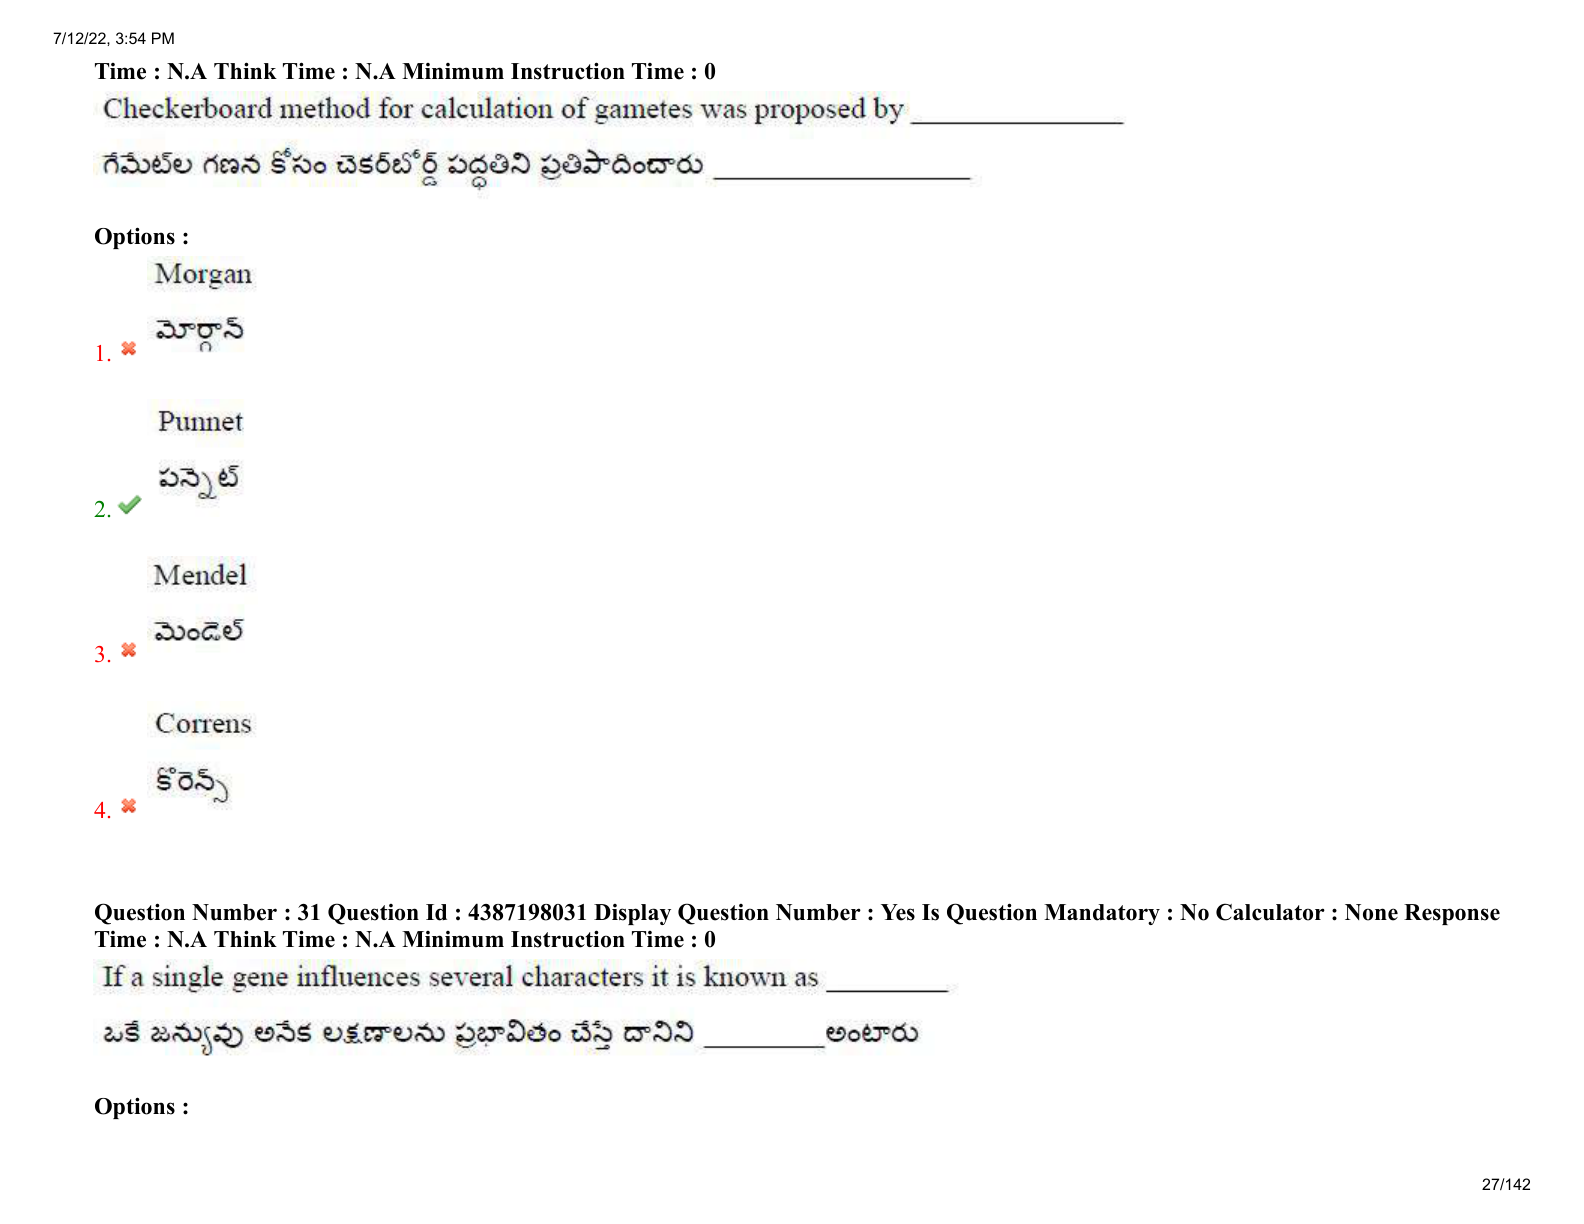 7/12/22, 3:54 PM
Time : N.A Think Time : N.A Minimum Instruction Time : 0
Checkerboard method for calculation of gametes was proposed by _______________
గేమేట్‌ల గణన కోసం చెకర్‌బోర్డ్ పద్ధతిని ప్రతిపాదించారు __________________
Options :
Morgan
మోర్గాన్
1.
Punnet
పన్నెట్
2.
Mendel
మెండెల్
3.
Correns
కొరెన్స్
4.
Question Number : 31 Question Id : 4387198031 Display Question Number : Yes Is Question Mandatory : No Calculator : None Response
Time : N.A Think Time : N.A Minimum Instruction Time : 0
If a single gene influences several characters it is known as _________
ఒకే జన్యువు అనేక లక్షణాలను ప్రభావితం చేస్తే దానిని _________అంటారు
Options :
27/142